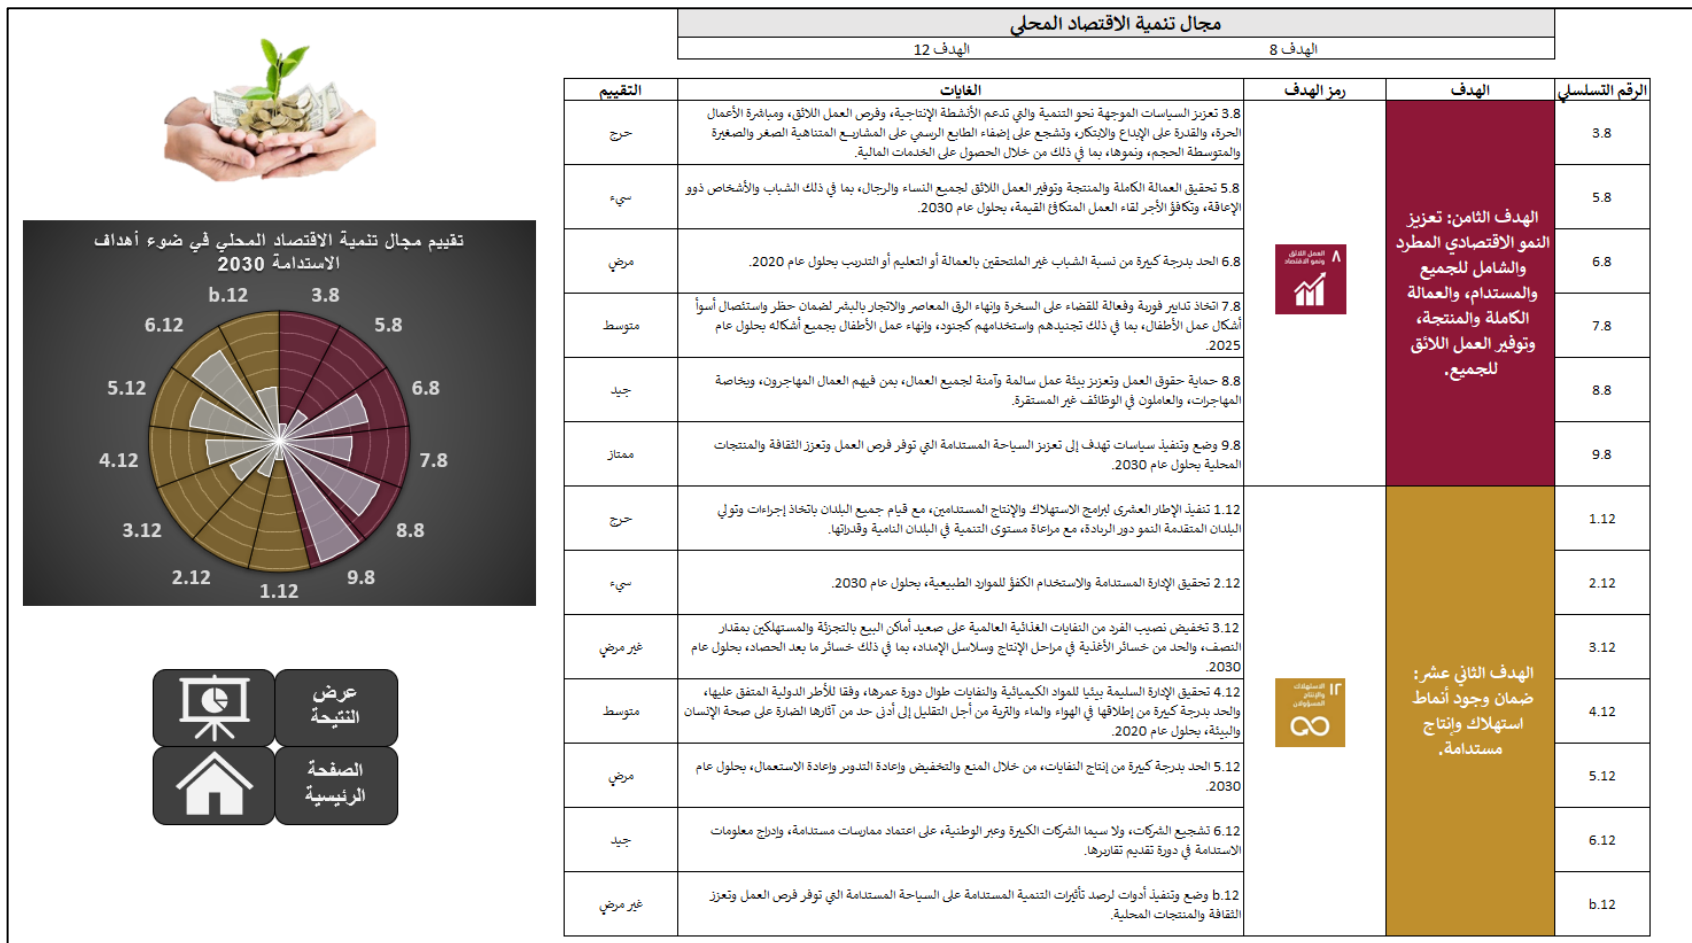 مجال تنمية الاقتصاد المحلي
الهدف 8
الهدف 12
الرقم التسلسلي
الهدف
رمز الهدف
الغايات
التقييم
3.8
3.8 تعزيز السياسات الموجهة نحو التنمية والتي تدعم الأنشطة الإنتاجية، وفرص العمل اللائق، ومباشرة الأعمال
الحرة، والقدرة على الإبداع والابتكار، وتشجع على إضفاء الطابع الرسمي على المشاريع المتناهية الصغر والصغيرة
والمتوسطة الحجم، ونموها، بما في ذلك من خلال الحصول على الخدمات المالية.
حرج
5.8
5.8 تحقيق العمالة الكاملة والمنتجة وتوفير العمل اللائق لجميع النساء والرجال، بما في ذلك الشباب والأشخاص ذوو
الإعاقة، وتكافؤ الأجر لقاء العمل المتكافئ القيمة، بحلول عام 2030.
سيء
6.8
6.8 الحد بدرجة كبيرة من نسبة الشباب غير الملتحقين بالعمالة أو التعليم أو التدريب بحلول عام 2020.
مرضٍ
7.8
7.8 اتخاذ تدابير فورية وفعالة للقضاء على السخرة وإنهاء الرق المعاصر والاتجار بالبشر لضمان حظر واستئصال أسوأ
أشكال عمل الأطفال، بما في ذلك تجنيدهم واستخدامهم كجنود، وإنهاء عمل الأطفال بجميع أشكاله بحلول عام
2025.
متوسط
8.8
8.8 حماية حقوق العمل وتعزيز بيئة عمل سالمة وآمنة لجميع العمال، بمن فيهم العمال المهاجرون، وبخاصة
المهاجرات، والعاملون في الوظائف غير المستقرة.
جيد
9.8
9.8 وضع وتنفيذ سياسات تهدف إلى تعزيز السياحة المستدامة التي توفر فرص العمل وتعزز الثقافة والمنتجات
المحلية بحلول عام 2030.
ممتاز
الهدف الثامن: تعزيز
النمو الاقتصادي المطرد
والشامل للجميع
والمستدام، والعمالة
الكاملة والمنتجة،
وتوفير العمل اللائق
للجميع.
٨ العمل اللائق
ونمو الاقتصاد
1.12
1.12 تنفيذ الإطار العشري لبرامج الاستهلاك والإنتاج المستدامين، مع قيام جميع البلدان باتخاذ إجراءات وتولي
البلدان المتقدمة النمو دور الريادة، مع مراعاة مستوى التنمية في البلدان النامية وقدراتها.
حرج
2.12
2.12 تحقيق الإدارة المستدامة والاستخدام الكفؤ للموارد الطبيعية، بحلول عام 2030.
سيء
3.12
3.12 تخفيض نصيب الفرد من النفايات الغذائية العالمية على صعيد أماكن البيع بالتجزئة والمستهلكين بمقدار
النصف، والحد من خسائر الأغذية في مراحل الإنتاج وسلاسل الإمداد، بما في ذلك خسائر ما بعد الحصاد، بحلول عام
2030.
غير مرضٍ
4.12
4.12 تحقيق الإدارة السليمة بيئيا للمواد الكيميائية والنفايات طوال دورة عمرها، وفقا للأطر الدولية المتفق عليها،
والحد بدرجة كبيرة من إطلاقها في الهواء والماء والتربة من أجل التقليل إلى أدنى حد من آثارها الضارة على صحة الإنسان
والبيئة، بحلول عام 2020.
متوسط
5.12
5.12 الحد بدرجة كبيرة من إنتاج النفايات، من خلال المنع والتخفيض وإعادة التدوير وإعادة الاستعمال، بحلول عام
2030.
مرضٍ
6.12
6.12 تشجيع الشركات، ولا سيما الشركات الكبيرة وعبر الوطنية، على اعتماد ممارسات مستدامة، وإدراج معلومات
الاستدامة في دورة تقديم تقاريرها.
جيد
b.12
b.12 وضع وتنفيذ أدوات لرصد تأثيرات التنمية المستدامة على السياحة المستدامة التي توفر فرص العمل وتعزز
الثقافة والمنتجات المحلية.
غير مرضٍ
الهدف الثاني عشر:
ضمان وجود أنماط
استهلاك وإنتاج
مستدامة.
١٢ الاستهلاك
والإنتاج
المسؤولان
تقييم مجال تنمية الاقتصاد المحلي في ضوء أهداف
الاستدامة 2030
3.8
5.8
6.8
7.8
8.8
9.8
1.12
2.12
3.12
4.12
5.12
6.12
b.12
عرض
النتيجة
الصفحة
الرئيسية